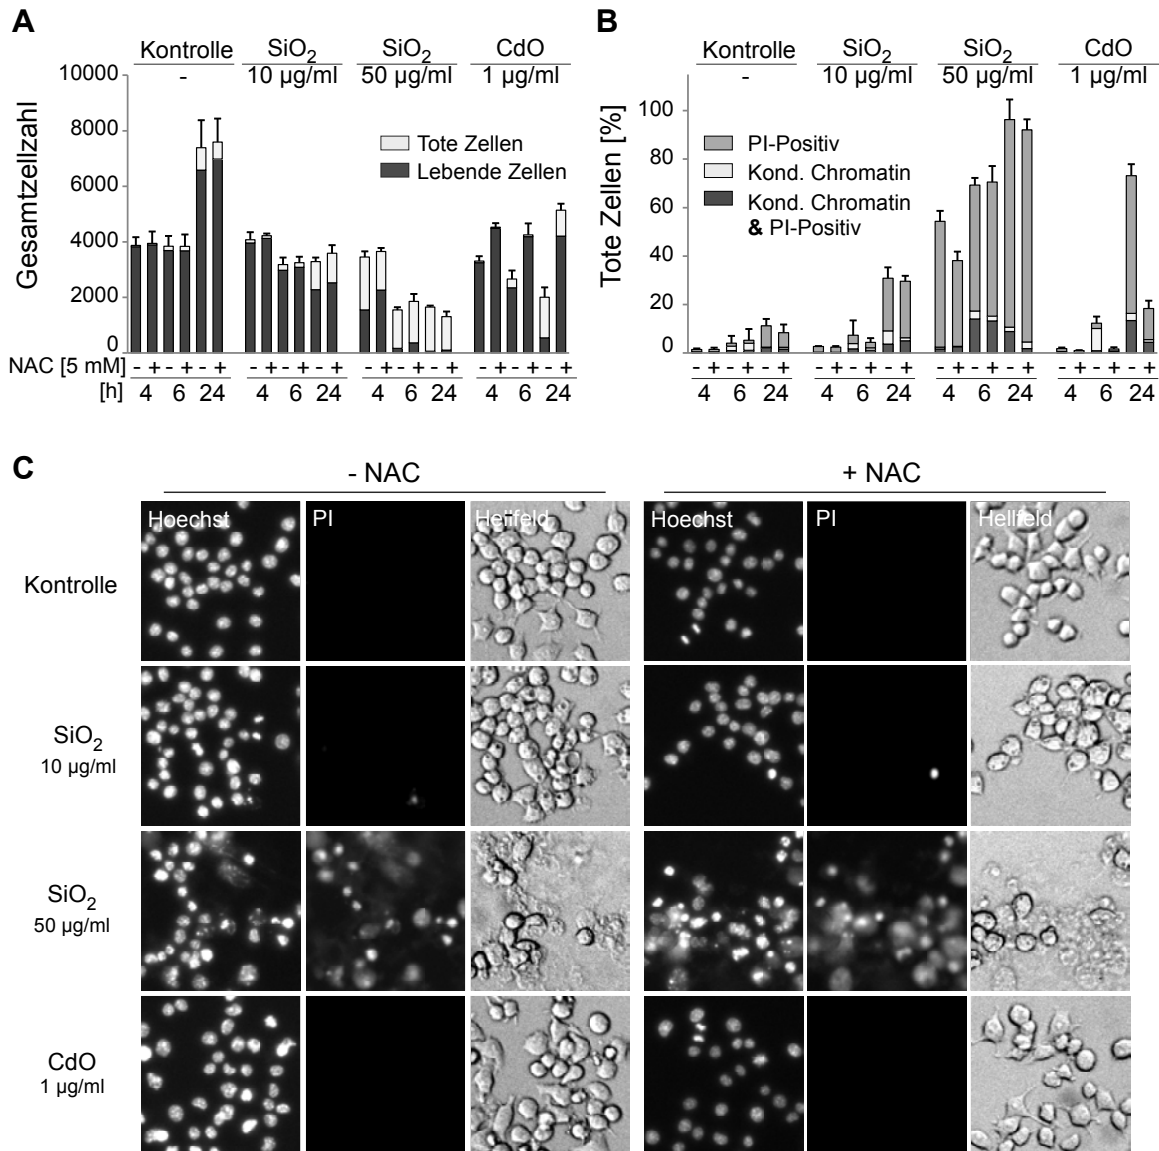 A
Kontrolle SiO2 SiO2 CdO
- 10 µg/ml 50 µg/ml 1 µg/ml
Gesamtzellzahl
10000
8000
6000
4000
2000
0
Tote Zellen
Lebende Zellen
NAC [5 mM] - + - + - + - + - + - + - + - + - + - + - + - +
[h] 4 6 24 4 6 24 4 6 24 4 6 24
B
Kontrolle SiO2 SiO2 CdO
- 10 µg/ml 50 µg/ml 1 µg/ml
Tote Zellen [%]
100
80
60
40
20
0
PI-Positiv
Kond. Chromatin
Kond. Chromatin
& PI-Positiv
- + - + - + - + - + - + - + - + - + - + - + - +
4 6 24 4 6 24 4 6 24 4 6 24
C
- NAC + NAC
Hoechst PI Hellfeld Hoechst PI Hellfeld
Kontrolle
SiO2
10 µg/ml
SiO2
50 µg/ml
CdO
1 µg/ml